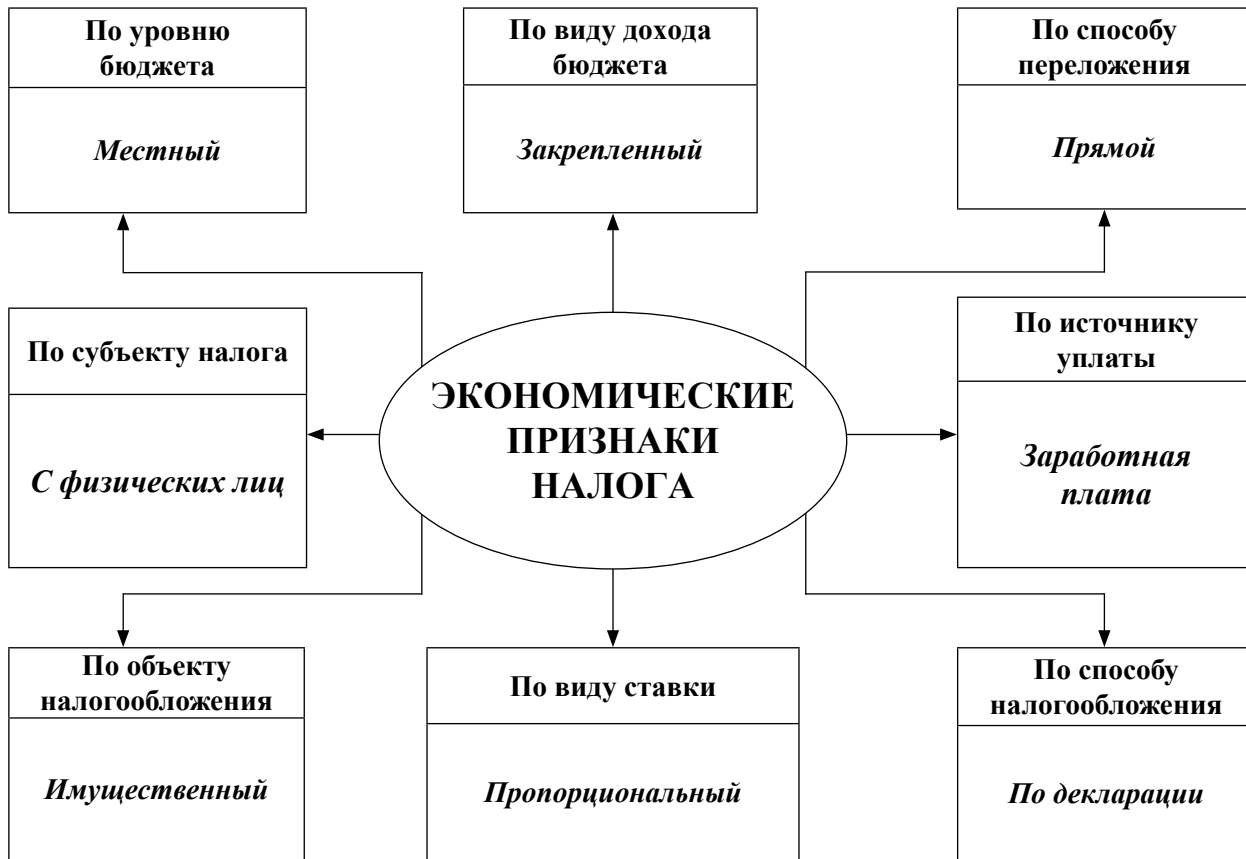 По уровню
бюджета
Местный
По виду дохода
бюджета
Закрепленный
По способу
переложения
Прямой
По субъекту налога
С физических лиц
ЭКОНОМИЧЕСКИЕ
ПРИЗНАКИ
НАЛОГА
По источнику
уплаты
Заработная
плата
По объекту
налогообложения
Имущественный
По виду ставки
Пропорциональный
По способу
налогообложения
По декларации